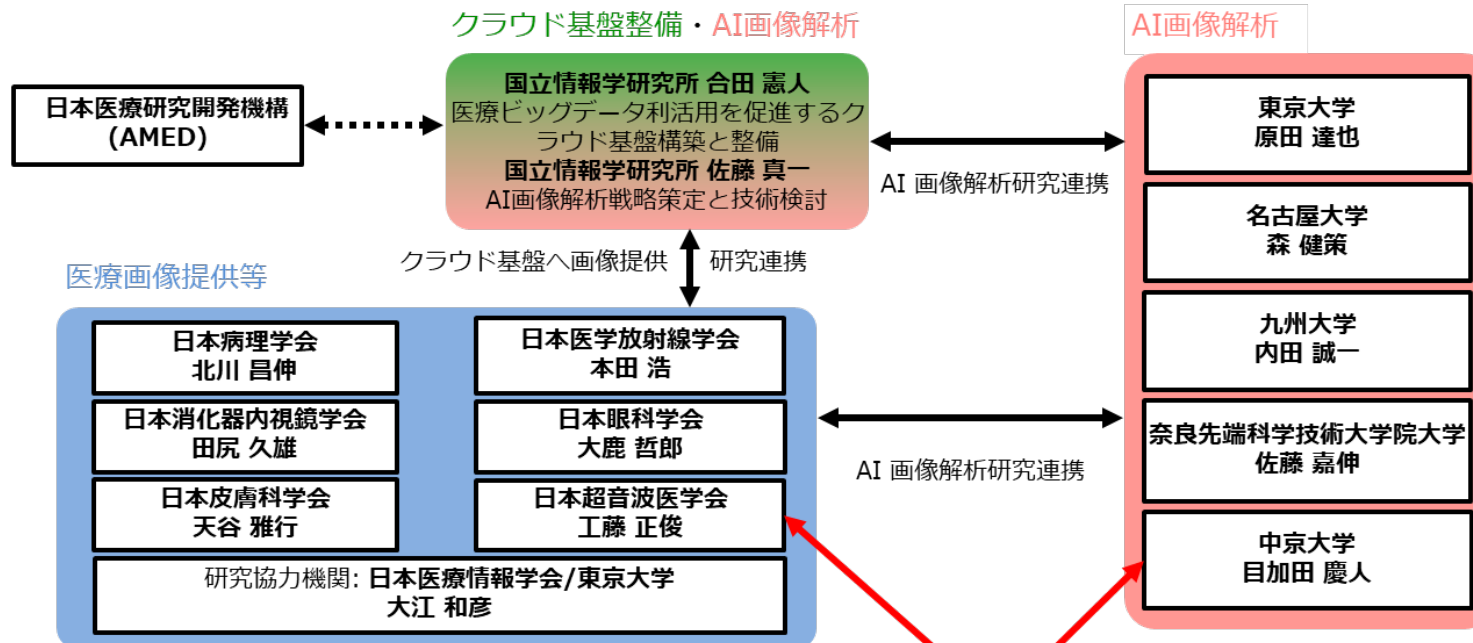 クラウド基盤整備・AI画像解析
AI画像解析
日本医療研究開発機構
(AMED)
国立情報学研究所 合田 憲人
医療ビッグデータ利活用を促進するク
ラウド基盤構築と整備
国立情報学研究所 佐藤 真一
AI画像解析戦略策定と技術検討
AI 画像解析研究連携
東京大学
原田 達也
名古屋大学
森 健策
九州大学
内田 誠一
奈良先端科学技術大学院大学
佐藤 嘉伸
中京大学
目加田 慶人
クラウド基盤へ画像提供
研究連携
医療画像提供等
日本病理学会
北川 昌伸
日本医学放射線学会
本田 浩
日本消化器内視鏡学会
田尻 久雄
日本眼科学会
大鹿 哲郎
日本皮膚科学会
天谷 雅行
日本超音波医学会
工藤 正俊
研究協力機関: 日本医療情報学会/東京大学
大江 和彦
AI 画像解析研究連携